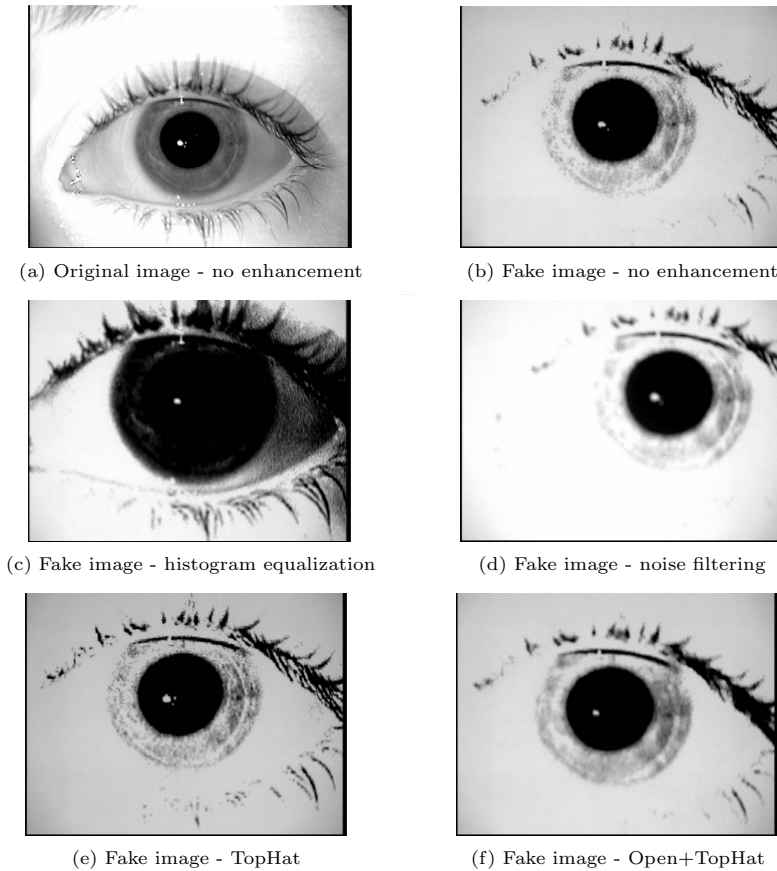 (a) Original image - no enhancement
(b) Fake image - no enhancement
(c) Fake image - histogram equalization
(d) Fake image - noise filtering
(e) Fake image - TopHat
(f) Fake image - Open+TopHat